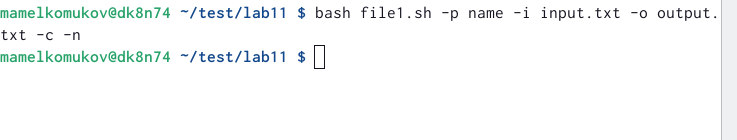 mamelkomukov@dk8n74 ~/test/lab11 $ bash file1.sh -p name -i input.txt -o output.
txt -c -n
mamelkomukov@dk8n74 ~/test/lab11 $